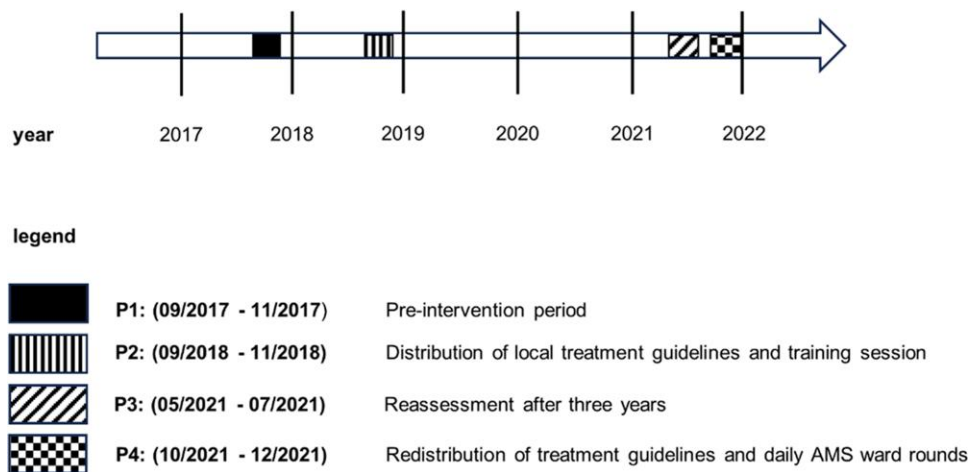 year 2017 2018 2019 2020 2021 2022
legend
P1: (09/2017 - 11/2017) Pre-intervention period
P2: (09/2018 - 11/2018) Distribution of local treatment guidelines and training session
P3: (05/2021 - 07/2021) Reassessment after three years
P4: (10/2021 - 12/2021) Redistribution of treatment guidelines and daily AMS ward rounds